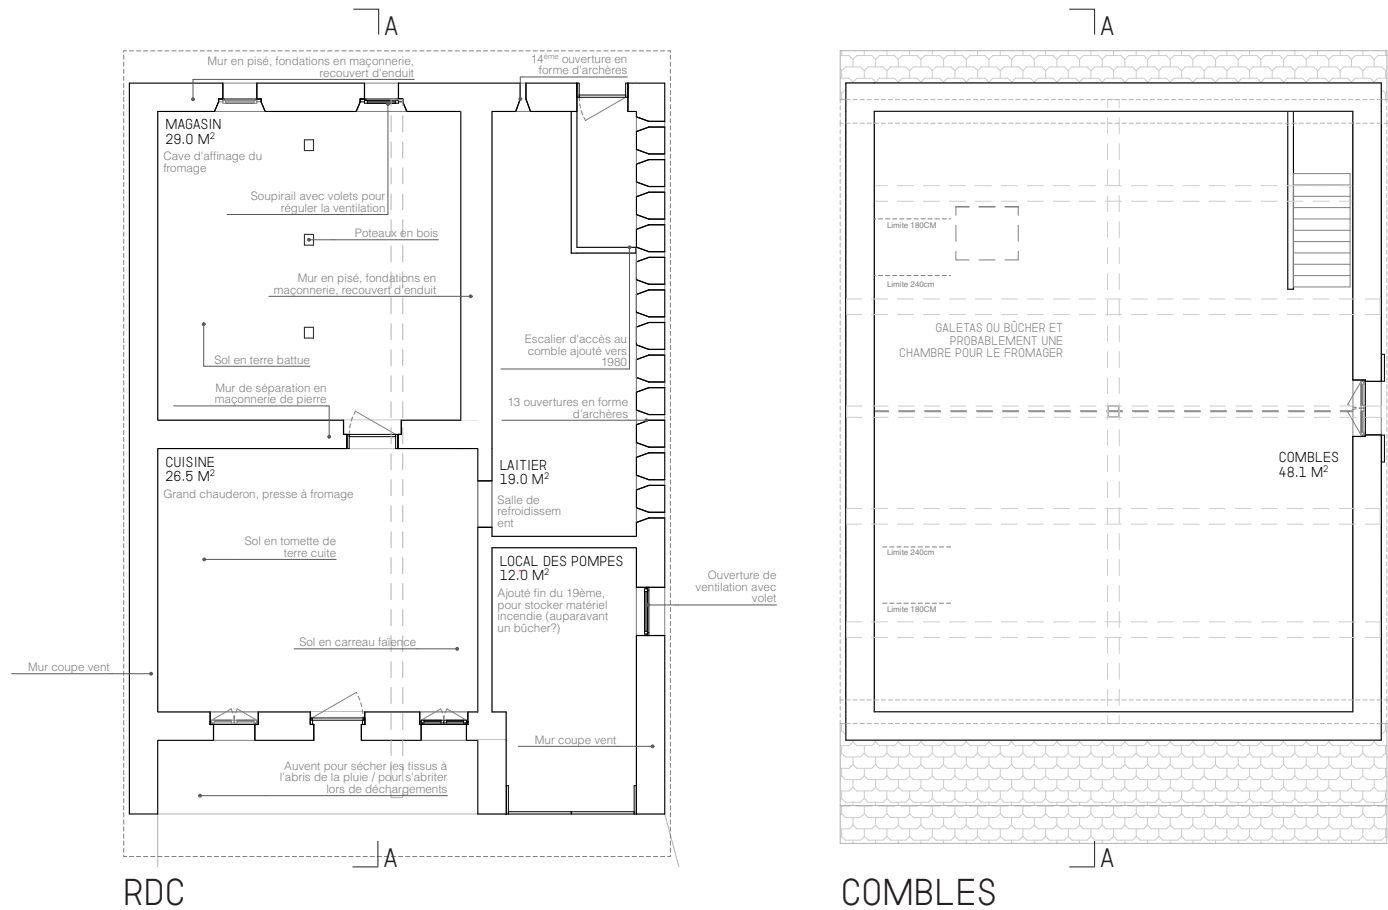 A
A
Mur en pisé, fondations en maçonnerie,
recouvert d'enduit
14ème ouverture en
forme d'archères
MAGASIN
29.0 M²
Cave d'affinage du
fromage
Soupirail avec volets pour
réguler la ventilation
Poteaux en bois
Mur en pisé, fondations en
maçonnerie, recouvert d'enduit
Escalier d'accès au
comble ajouté vers
1980
Sol en terre battue
Mur de séparation en
maçonnerie de pierre
13 ouvertures en forme
d'archères
CUISINE
26.5 M²
Grand chauderon, presse à fromage
LAITIER
19.0 M²
Salle de
refroidissem
ent
Sol en tomette de
terre cuite
LOCAL DES POMPES
12.0 M²
Ajouté fin du 19ème,
pour stocker matériel
incendie (auparavant
un bûcher?)
Ouverture de
ventilation avec
volet
Sol en carreau faïence
Mur coupe vent
Mur coupe vent
Auvent pour sécher les tissus à
l'abris de la pluie / pour s'abriter
lors de déchargements
A
RDC
Limite 180CM
Limite 240cm
GALETAS OU BÛCHER ET
PROBABLEMENT UNE
CHAMBRE POUR LE FROMAGER
COMBLES
48.1 M²
Limite 240cm
Limite 180CM
A
COMBLES